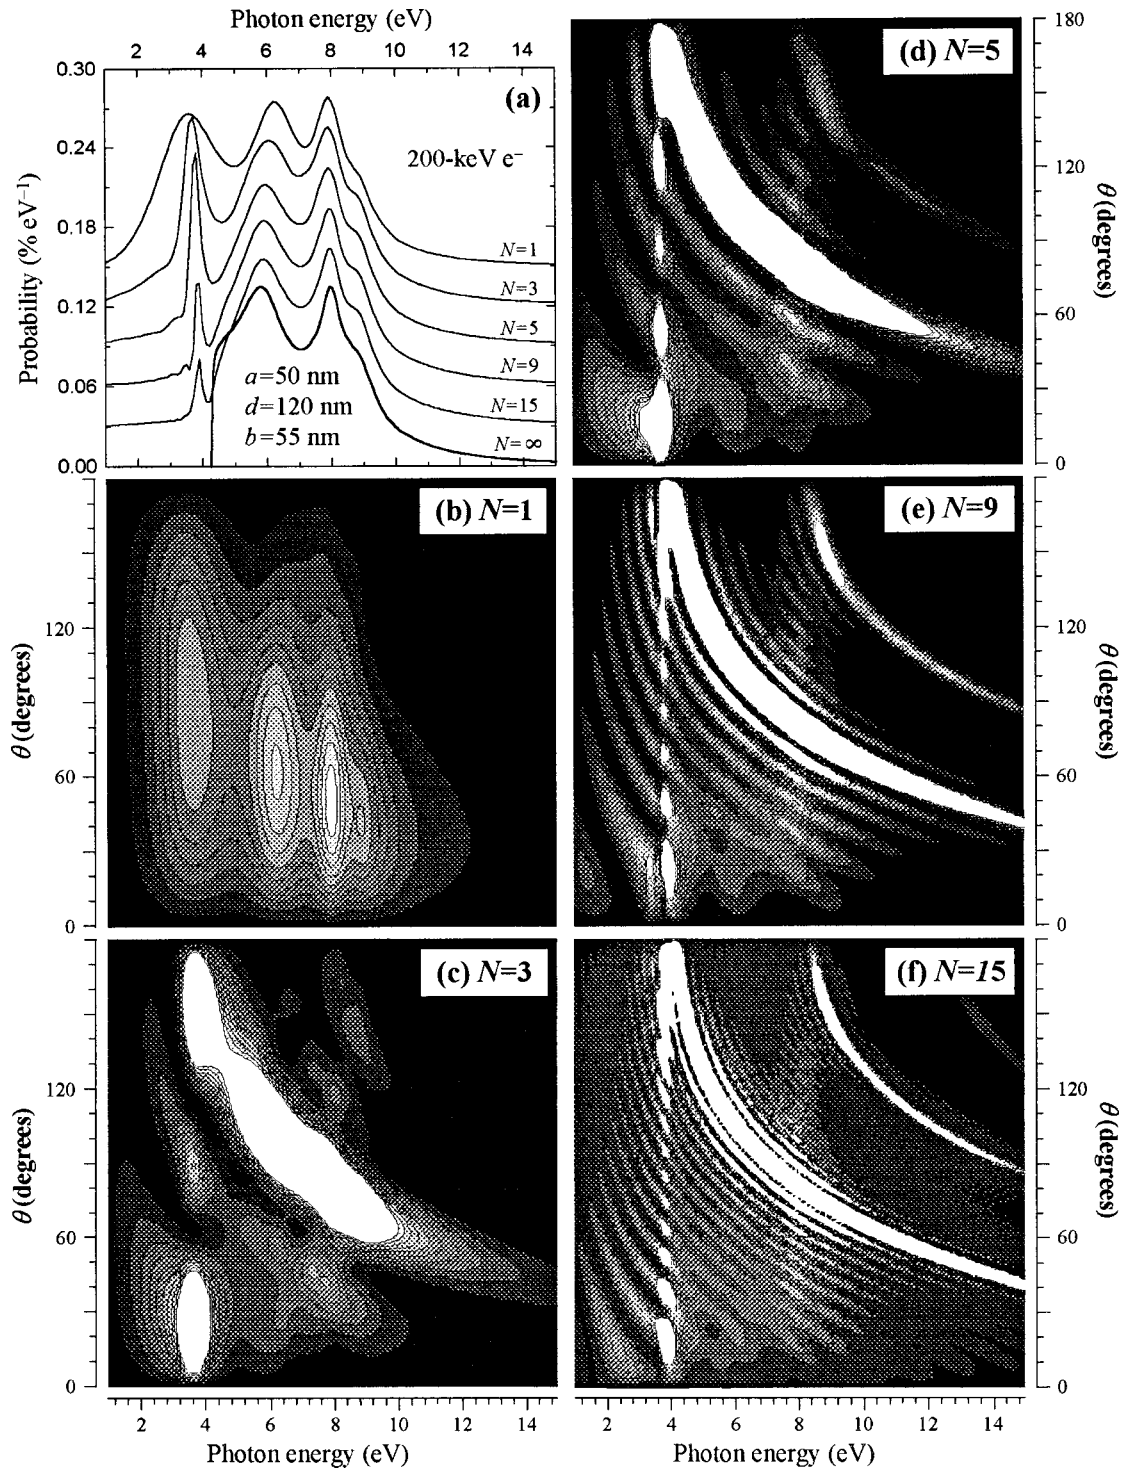 Photon energy (eV)
2 4 6 8 10 12 14
0.30
0.24
0.18
0.12
0.06
0.00
Probability (% eV⁻¹)
(a)
200-keV e⁻
N=1
N=3
N=5
N=9
N=15
N=∞
a=50 nm
d=120 nm
b=55 nm
(d) N=5
180
120
60
0
θ (degrees)
(b) N=1
120
60
0
θ (degrees)
(e) N=9
120
60
0
θ (degrees)
(c) N=3
120
60
0
θ (degrees)
2 4 6 8 10 12
Photon energy (eV)
(f) N=15
120
60
0
θ (degrees)
2 4 6 8 10 12 14
Photon energy (eV)